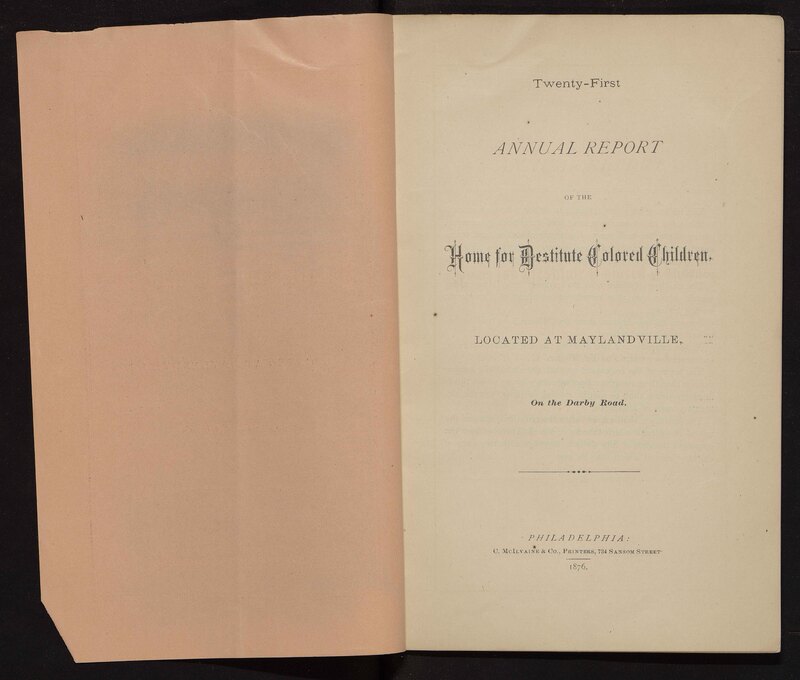 Twenty-First
ANNUAL REPORT
OF THE
Home for Destitute Colored Children.
LOCATED AT MAYLANDVILLE,
On the Darby Road.
PHILADELPHIA:
C. McIlvaine & Co., Printers, 734 Sansom Street
1876.